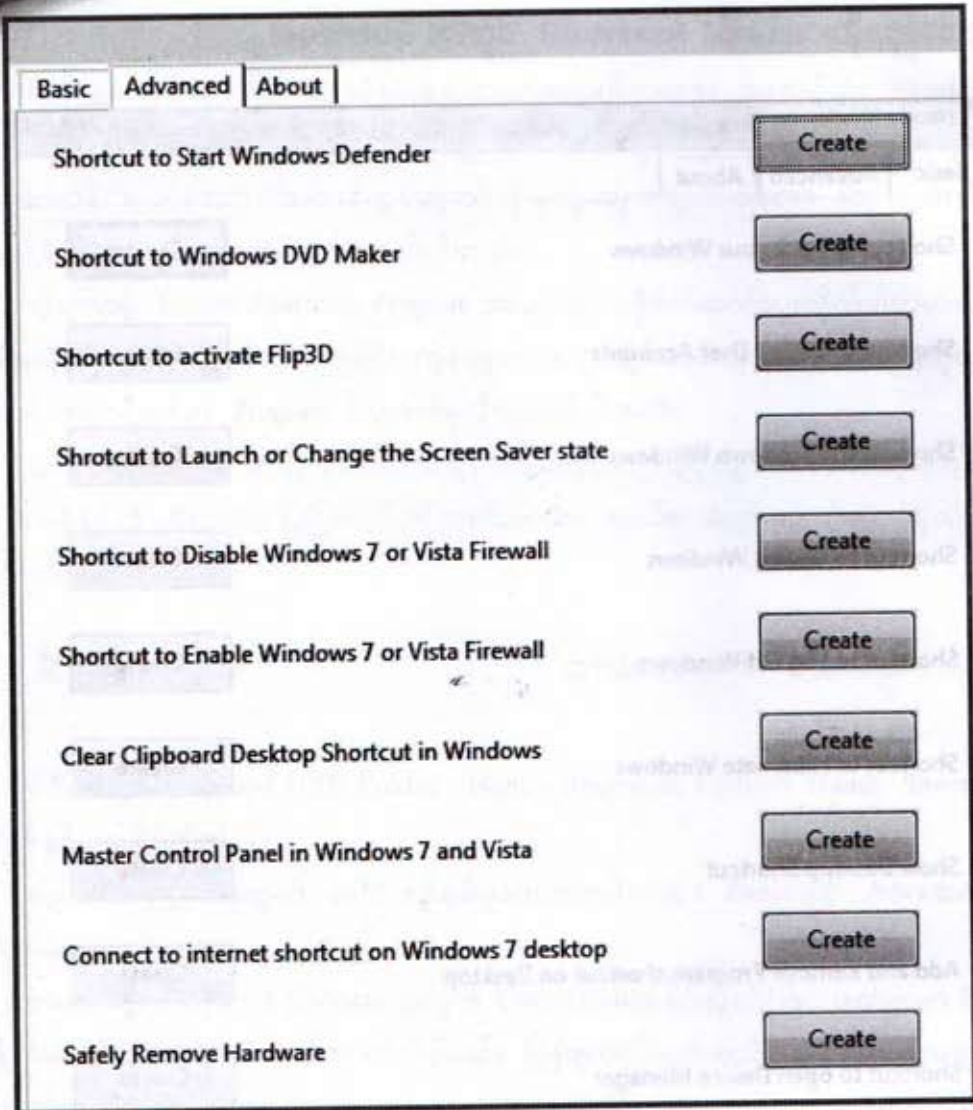 Basic Advanced About
Shortcut to Start Windows Defender Create
Shortcut to Windows DVD Maker Create
Shortcut to activate Flip3D Create
Shrotcut to Launch or Change the Screen Saver state Create
Shortcut to Disable Windows 7 or Vista Firewall Create
Shortcut to Enable Windows 7 or Vista Firewall Create
Clear Clipboard Desktop Shortcut in Windows Create
Master Control Panel in Windows 7 and Vista Create
Connect to internet shortcut on Windows 7 desktop Create
Safely Remove Hardware Create